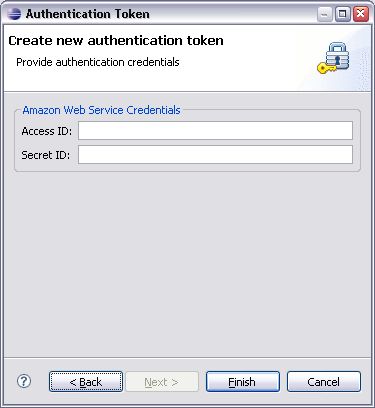 Authentication Token
Create new authentication token
Provide authentication credentials
Amazon Web Service Credentials
Access ID:
Secret ID:
? < Back Next > Finish Cancel